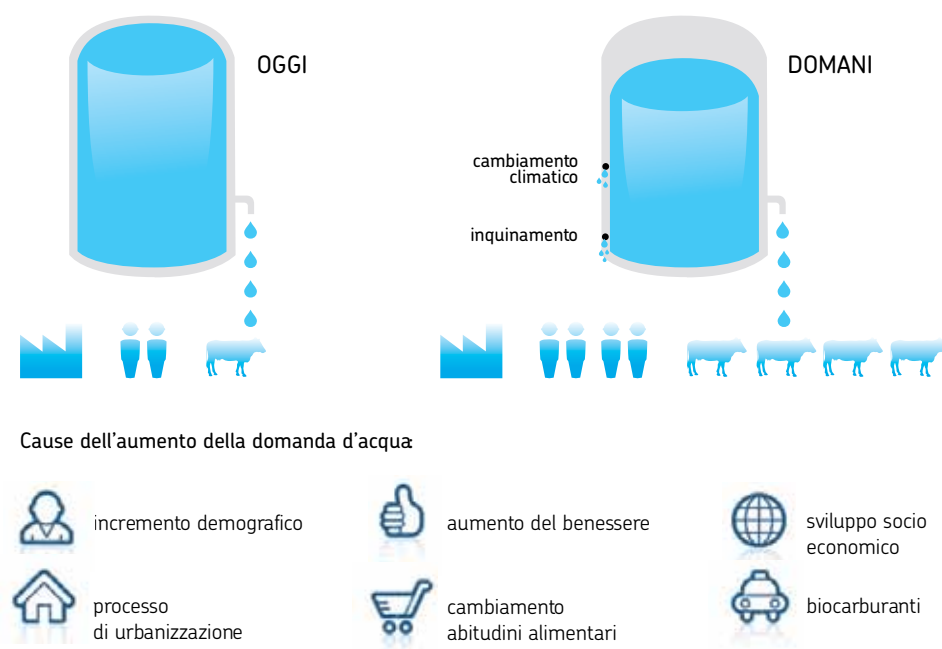 OGGI
DOMANI
cambiamento
climatico
inquinamento
Cause dell'aumento della domanda d'acqua:
incremento demografico
aumento del benessere
sviluppo socio
economico
processo
di urbanizzazione
cambiamento
abitudini alimentari
biocarburanti